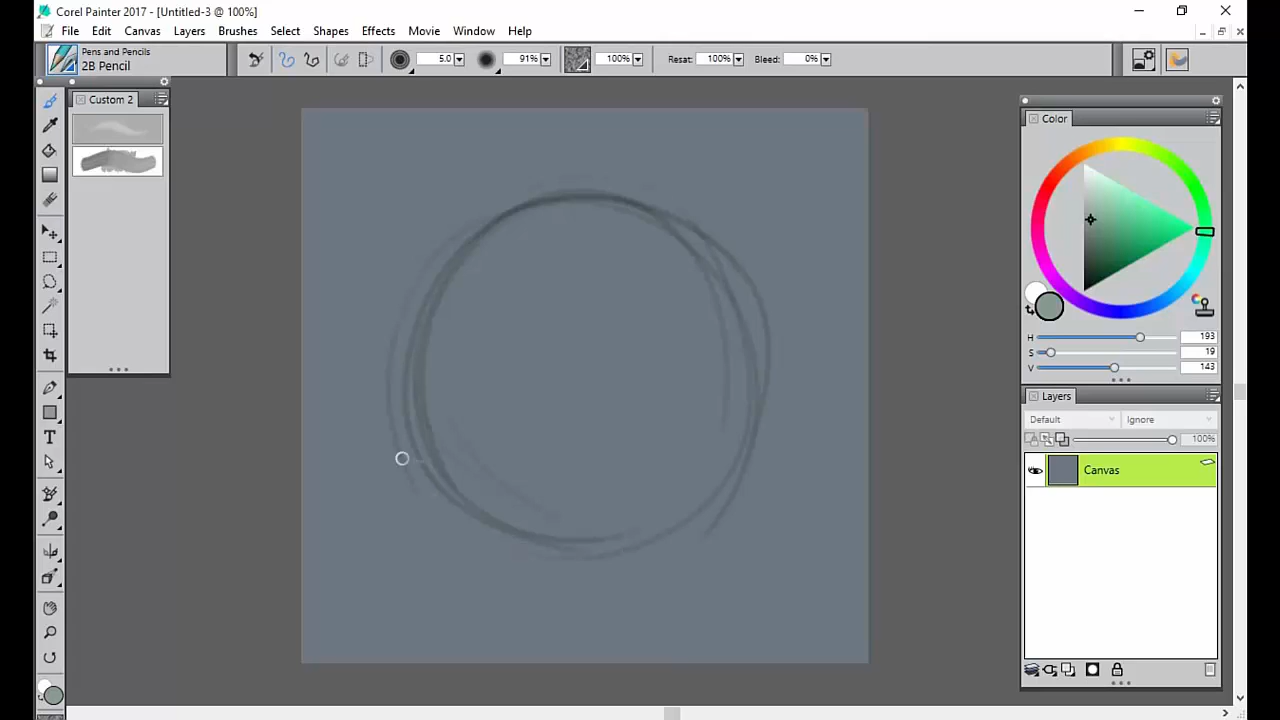 Corel Painter 2017 - [Untitled-3 @ 100%]
File Edit Canvas Layers Brushes Select Shapes Effects Movie Window Help
Pens and Pencils
2B Pencil
5.0 91% 100% Resat: 100% Bleed: 0%
Custom 2
Color
H 193
S 19
V 143
Layers
Default Ignore
100%
Canvas